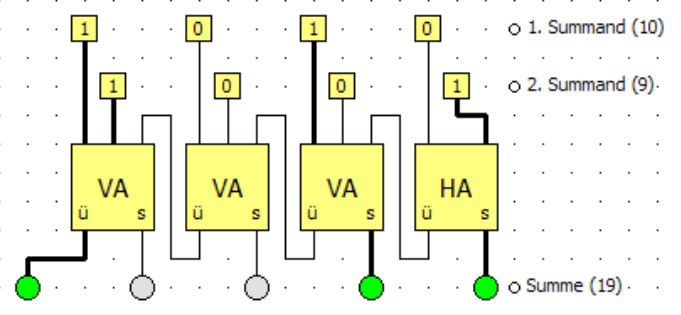 1 0 1 0 1. Summand (10)
1 0 0 1 2. Summand (9)
VA VA VA HA
ü s ü s ü s ü s
Summe (19)